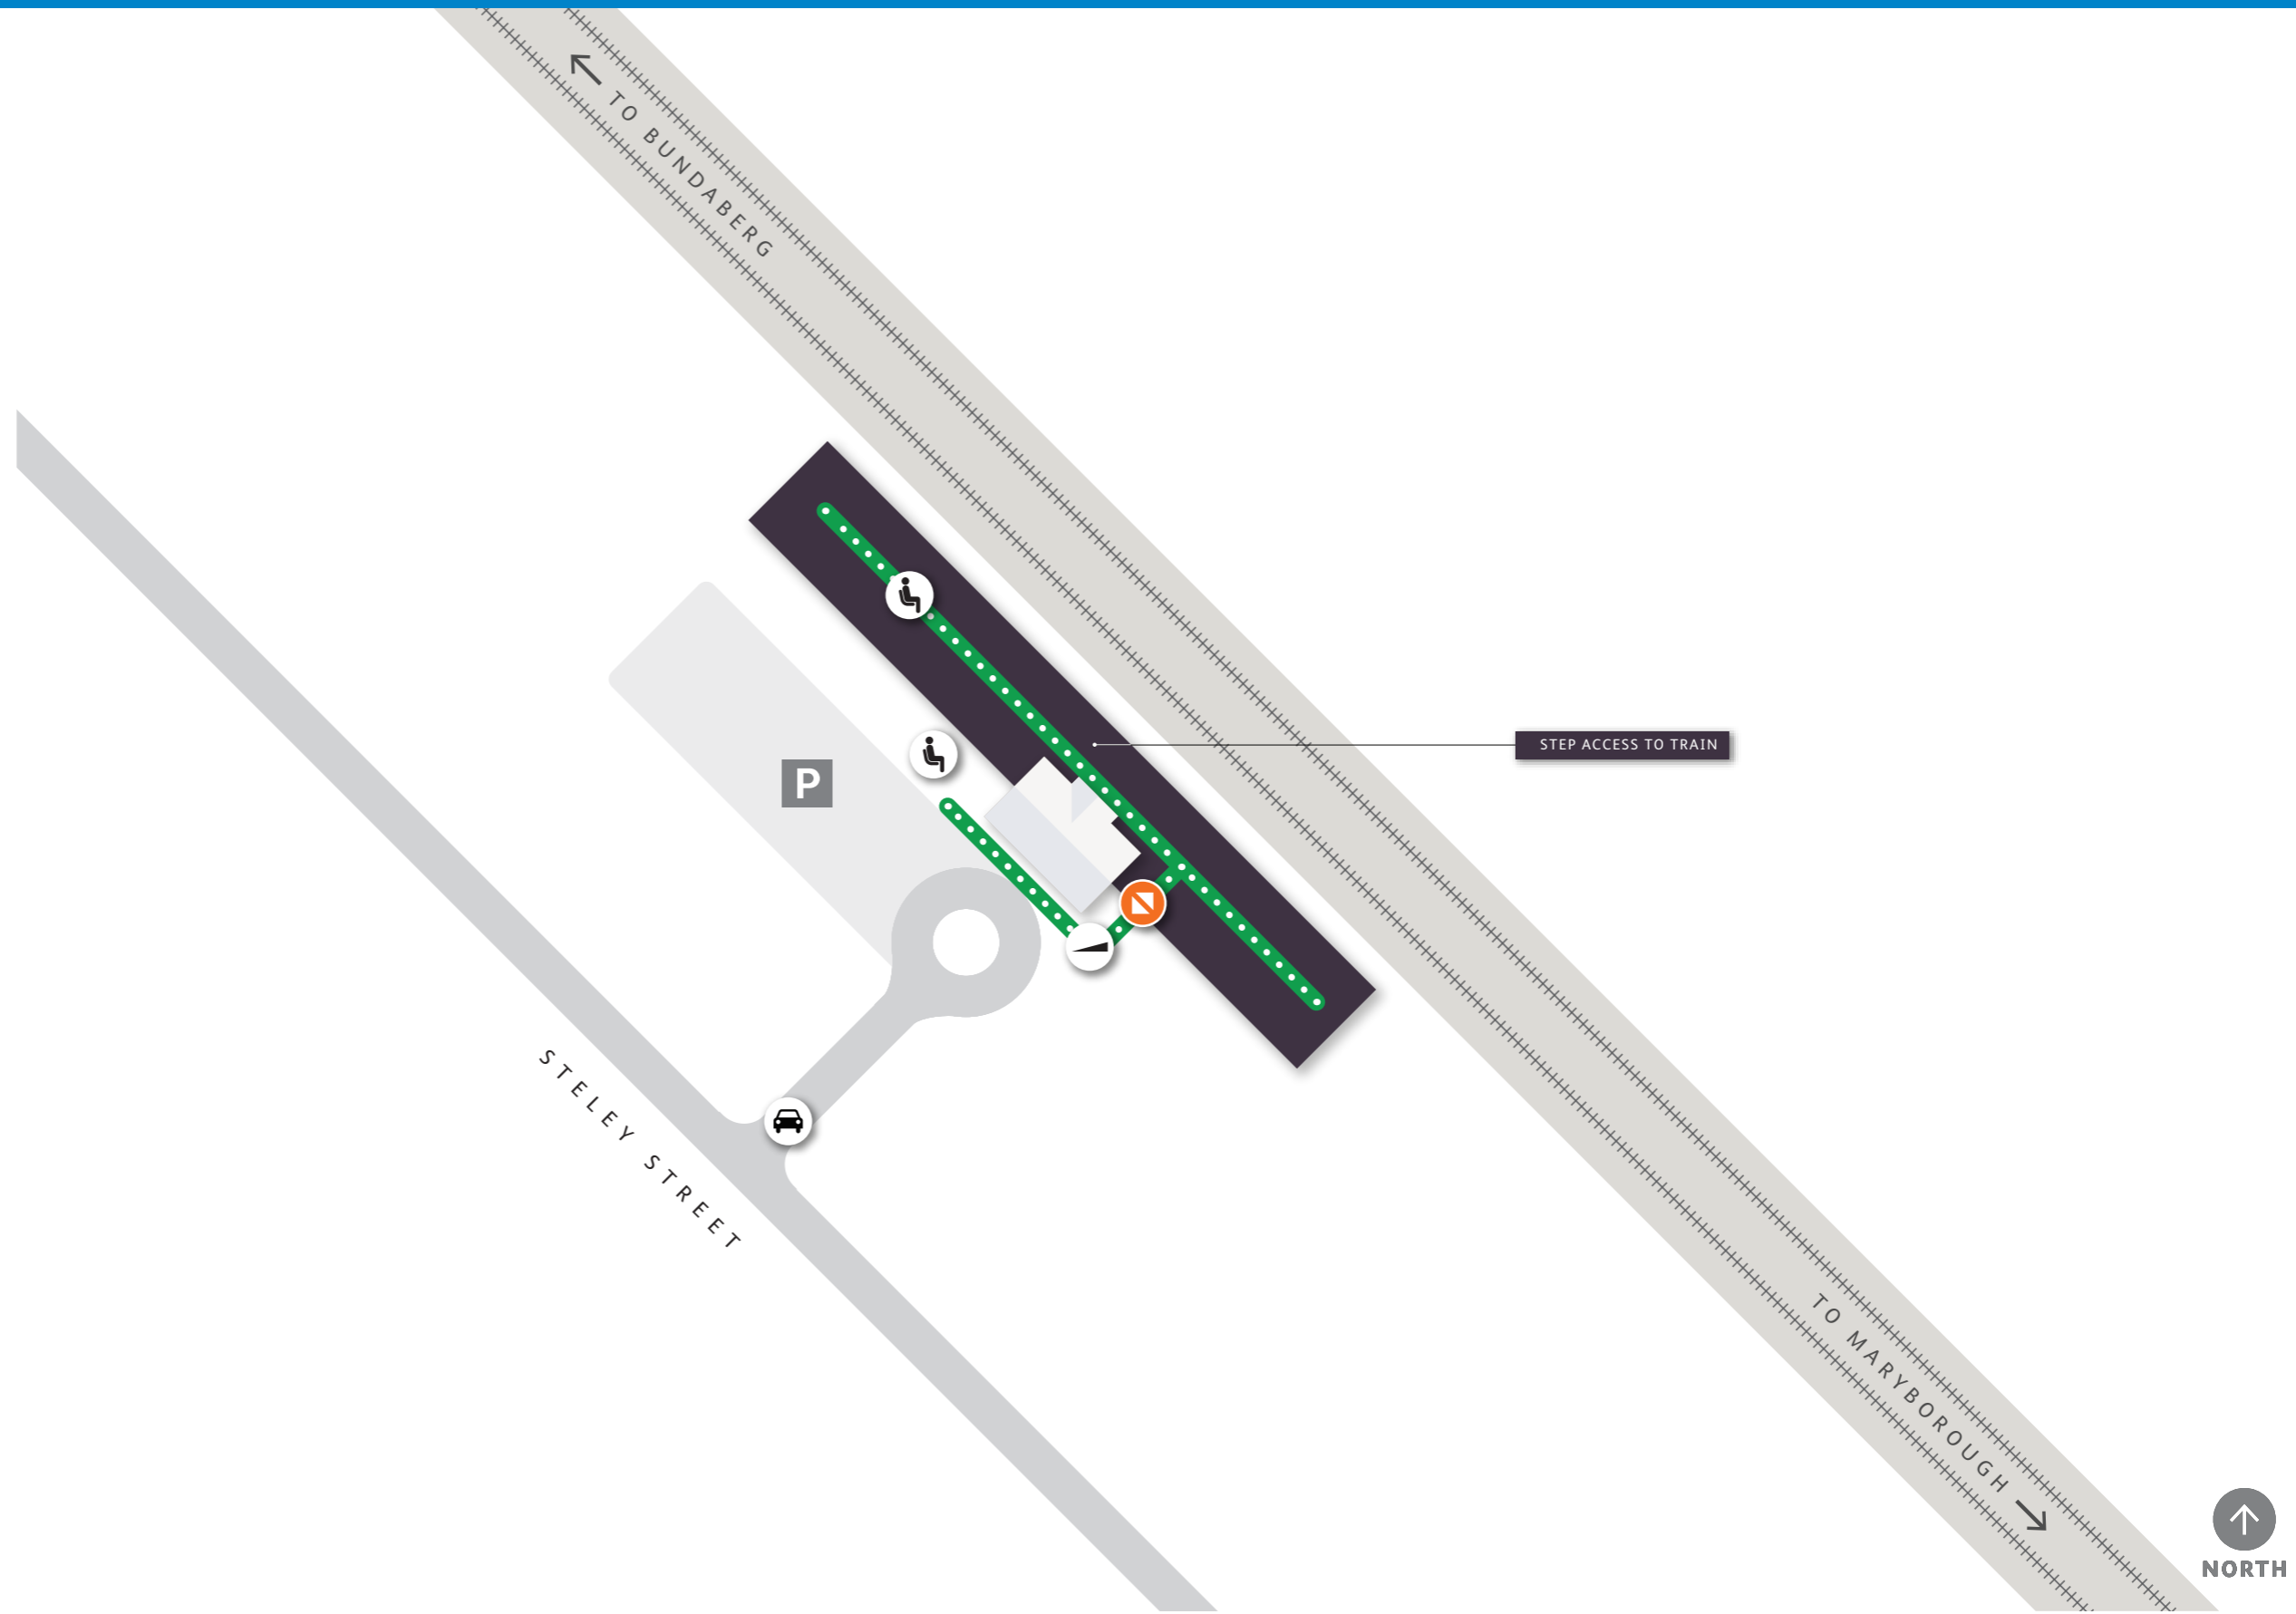 TO BUNDABERG
P
STEP ACCESS TO TRAIN
STELEY STREET
TO MARYBOROUGH
NORTH